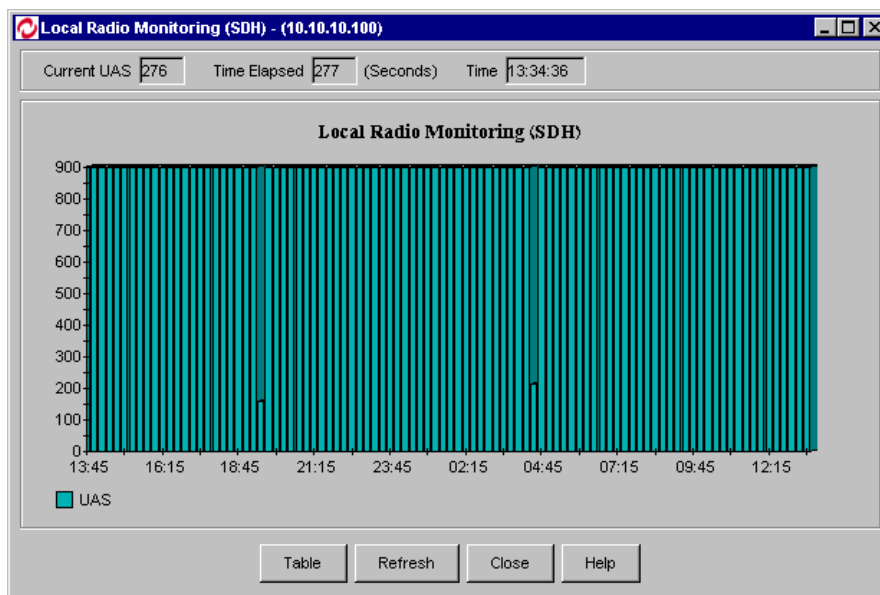 Local Radio Monitoring (SDH) - (10.10.10.100)
Current UAS 276 Time Elapsed 277 (Seconds) Time 13:34:36
Local Radio Monitoring (SDH)
900
800
700
600
500
400
300
200
100
0
13:45 16:15 18:45 21:15 23:45 02:15 04:45 07:15 09:45 12:15
UAS
Table Refresh Close Help